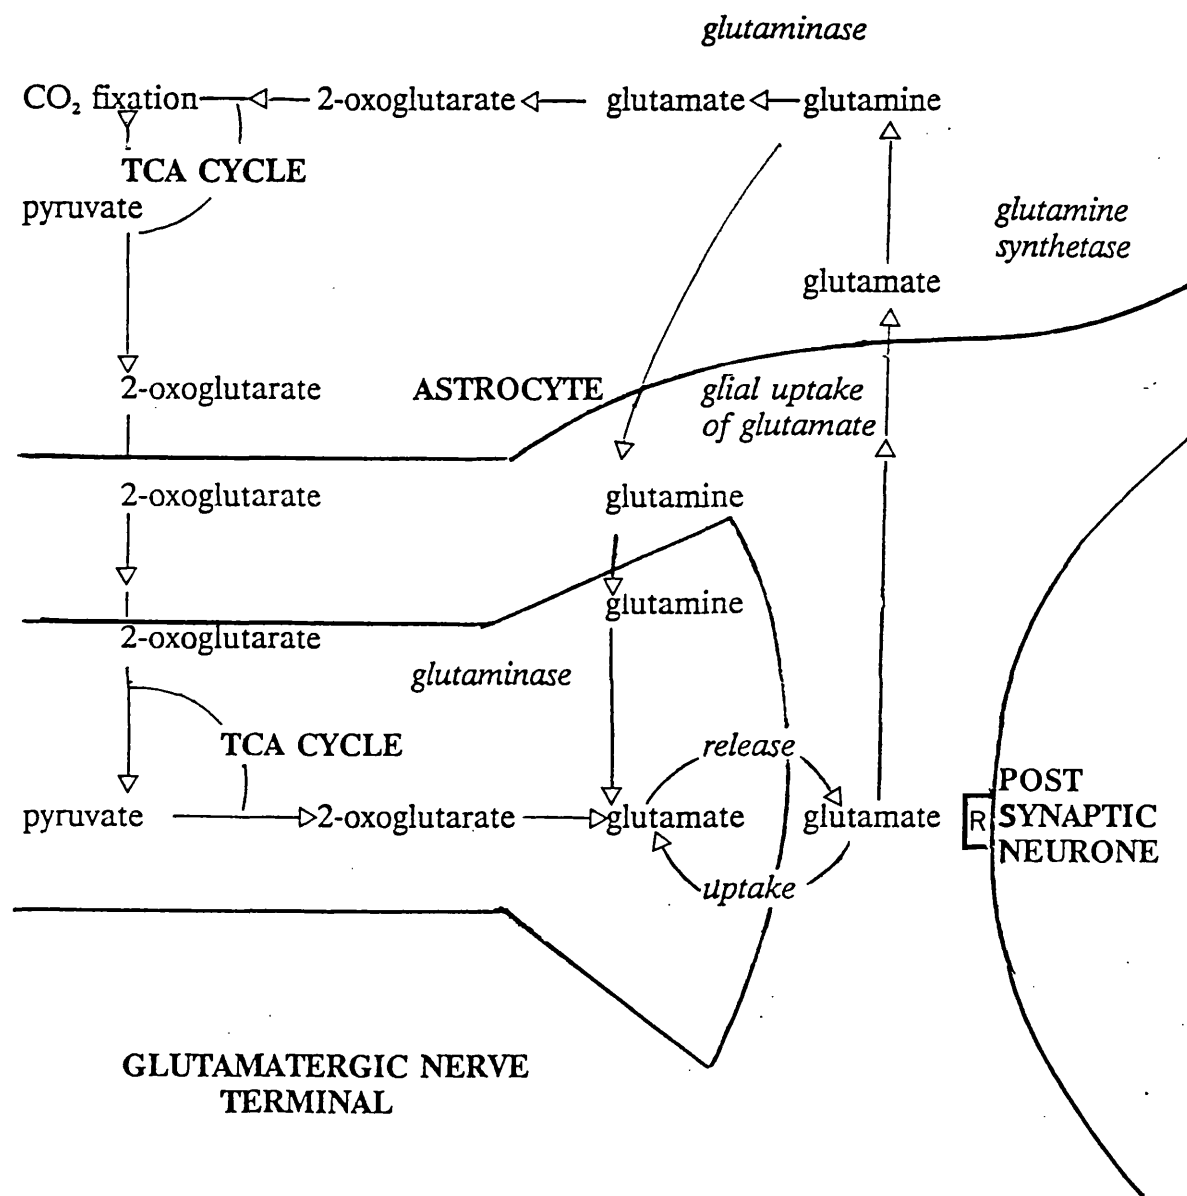 glutaminase
CO₂ fixation
2-oxoglutarate
glutamate
glutamine
TCA CYCLE
pyruvate
glutamine
synthetase
glutamate
2-oxoglutarate
ASTROCYTE
glial uptake
of glutamate
2-oxoglutarate
glutamine
glutamine
2-oxoglutarate
glutaminase
TCA CYCLE
release
pyruvate
2-oxoglutarate
glutamate
glutamate
R
POST
SYNAPTIC
NEURONE
uptake
GLUTAMATERGIC NERVE
TERMINAL